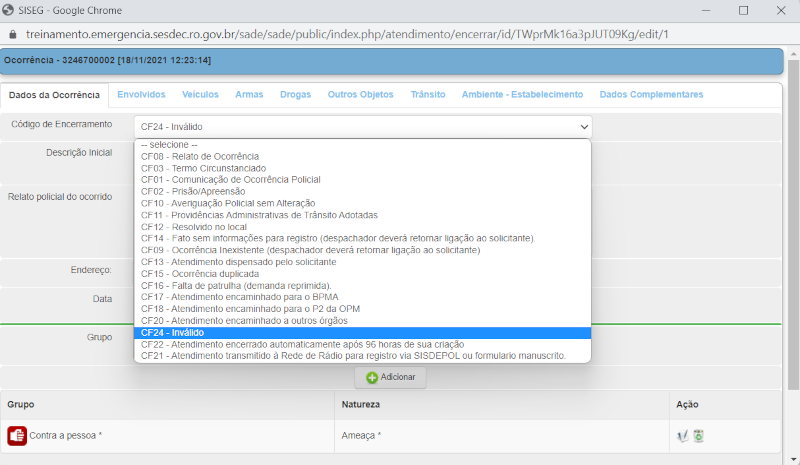 SISEG - Google Chrome
treinamento.emergencia.sesdec.ro.gov.br/sade/sade/public/index.php/atendimento/encerrar/id/TWprMk16a3pJUT09Kg/edit/1
Ocorrência - 3246700002 [18/11/2021 12:23:14]
Dados da Ocorrência Envolvidos Veículos Armas Drogas Outros Objetos Trânsito Ambiente - Estabelecimento Dados Complementares
Código de Encerramento CF24 - Inválido
-- selecione --
Descrição Inicial
CF08 - Relato de Ocorrência
CF03 - Termo Circunstanciado
CF01 - Comunicação de Ocorrência Policial
CF02 - Prisão/Apreensão
Relato policial do ocorrido
CF10 - Averiguação Policial sem Alteração
CF11 - Providências Administrativas de Trânsito Adotadas
CF12 - Resolvido no local
CF14 - Fato sem informações para registro (despachador deverá retornar ligação ao solicitante).
CF09 - Ocorrência Inexistente (despachador deverá retornar ligação ao solicitante)
CF13 - Atendimento dispensado pelo solicitante
Endereço:
CF15 - Ocorrência duplicada
CF16 - Falta de patrulha (demanda reprimida).
CF17 - Atendimento encaminhado para o BPMA
Data
CF18 - Atendimento encaminhado para o P2 da OPM
CF20 - Atendimento encaminhado a outros órgãos
CF24 - Inválido
Grupo
CF22 - Atendimento encerrado automaticamente após 96 horas de sua criação
CF21 - Atendimento transmitido à Rede de Rádio para registro via SISDEPOL ou formulario manuscrito.
Adicionar
Grupo Natureza Ação
Contra a pessoa * Ameaça *